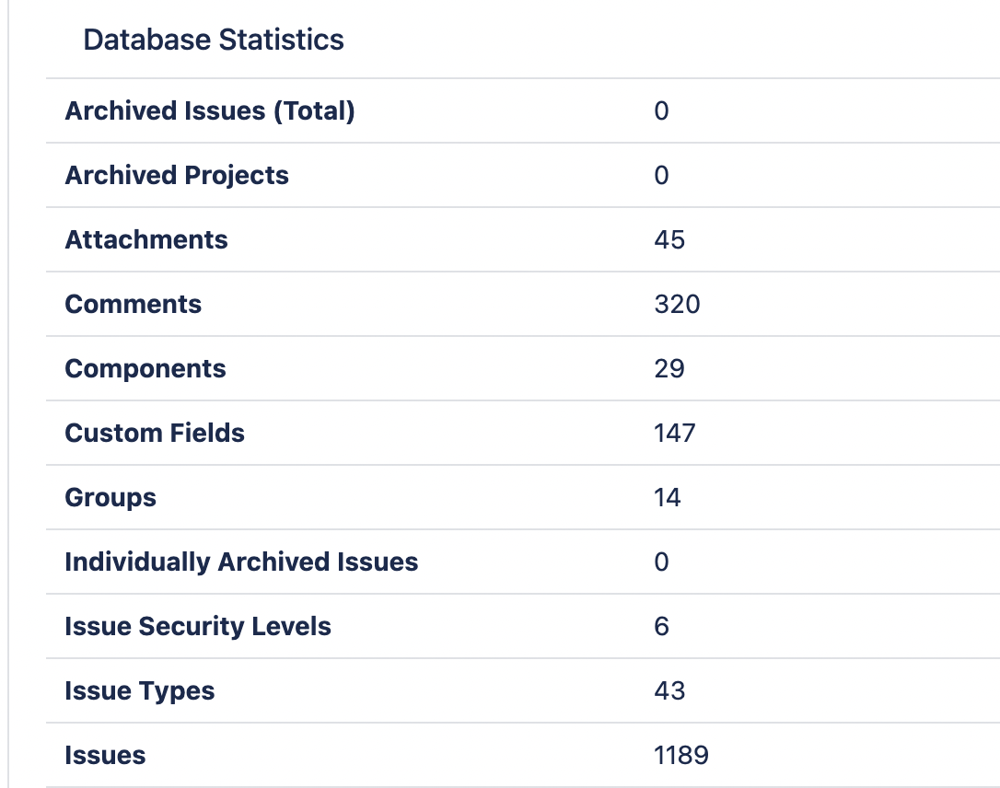 Database Statistics
Archived Issues (Total) 0
Archived Projects 0
Attachments 45
Comments 320
Components 29
Custom Fields 147
Groups 14
Individually Archived Issues 0
Issue Security Levels 6
Issue Types 43
Issues 1189